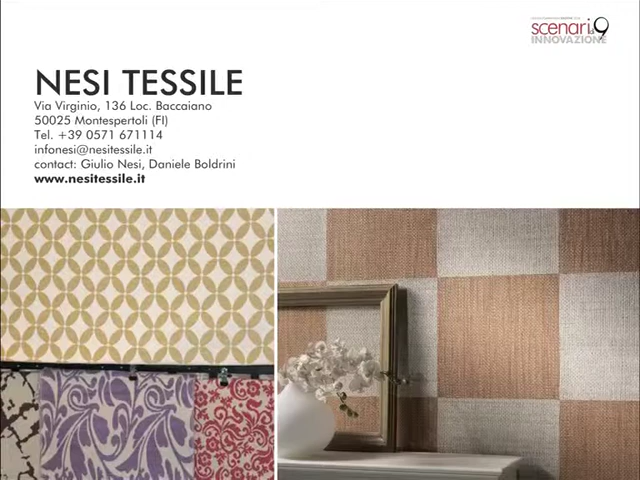 scenari9
INNOVAZIONE
NESI TESSILE
Via Virginio, 136 Loc. Baccaiano
50025 Montespertoli (FI)
Tel. +39 0571 671114
infonesi@nesitessile.it
contact: Giulio Nesi, Daniele Boldrini
www.nesitessile.it